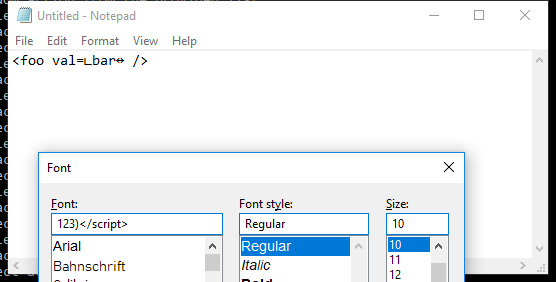 Untitled - Notepad
File Edit Format View Help
<foo val=∟bar↔ />
Font
Font: Font style: Size:
123)</script> Regular 10
Arial Regular 10
Bahnschrift Italic 11
12